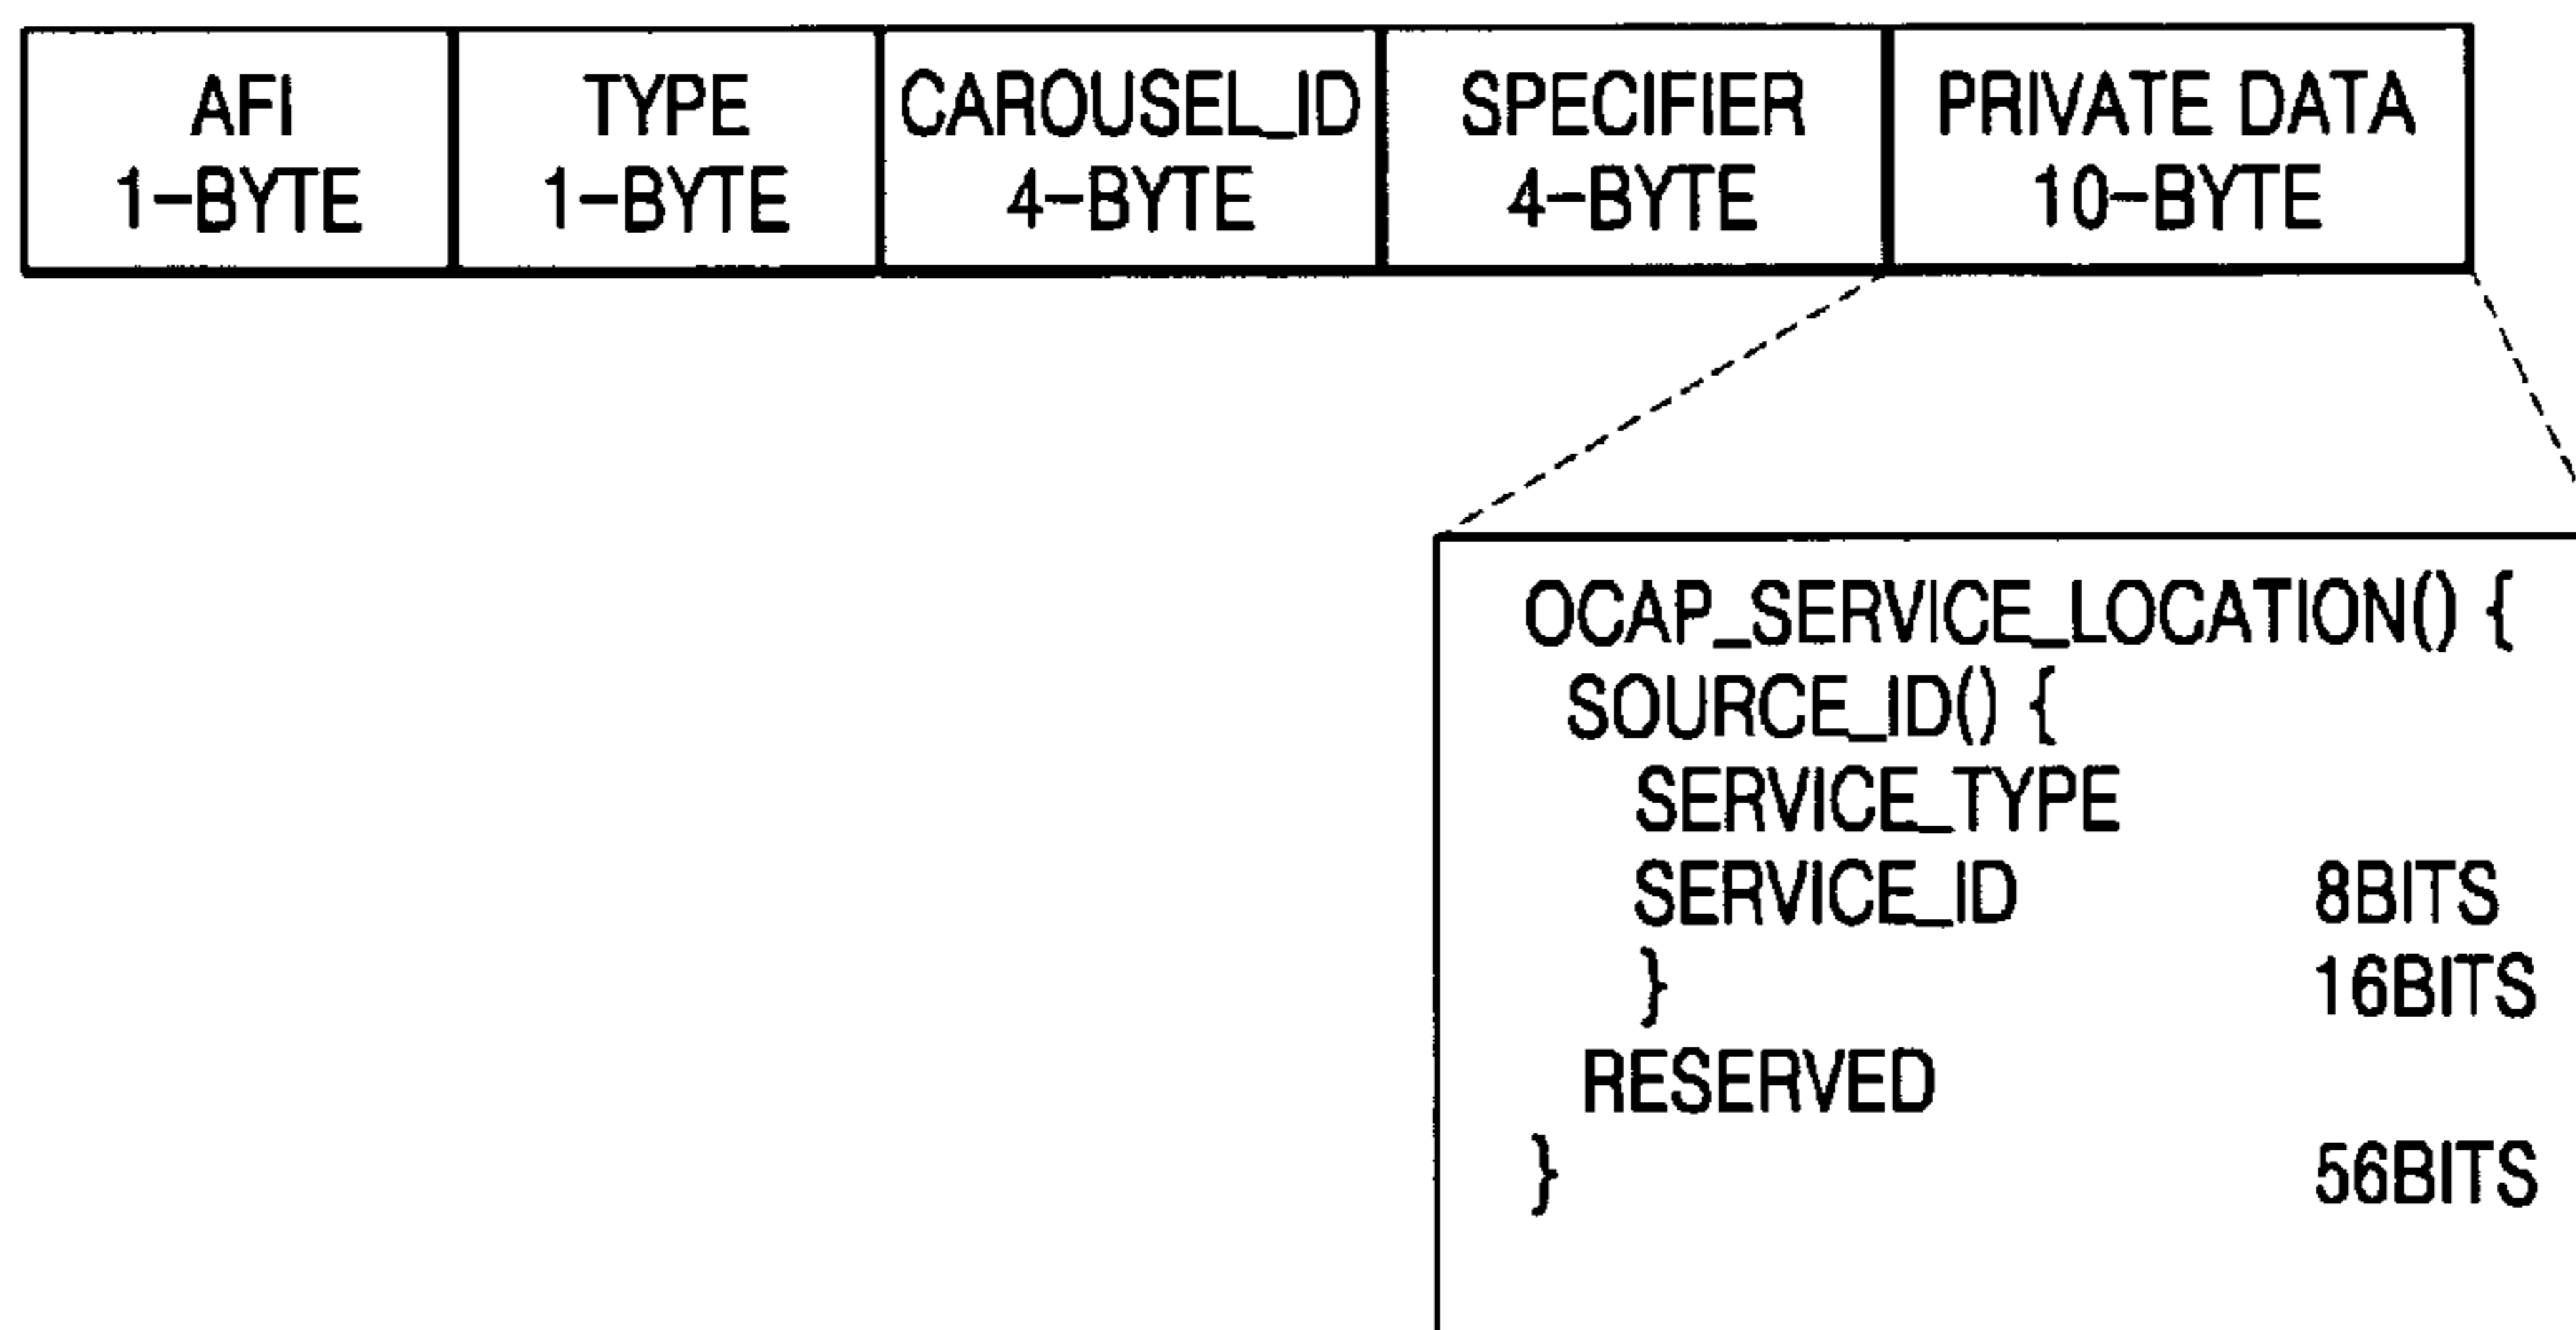 AFI TYPE CAROUSEL_ID SPECIFIER PRIVATE DATA
1-BYTE 1-BYTE 4-BYTE 4-BYTE 10-BYTE
OCAP_SERVICE_LOCATION() {
SOURCE_ID() {
SERVICE_TYPE
SERVICE_ID 8BITS
} 16BITS
RESERVED
} 56BITS